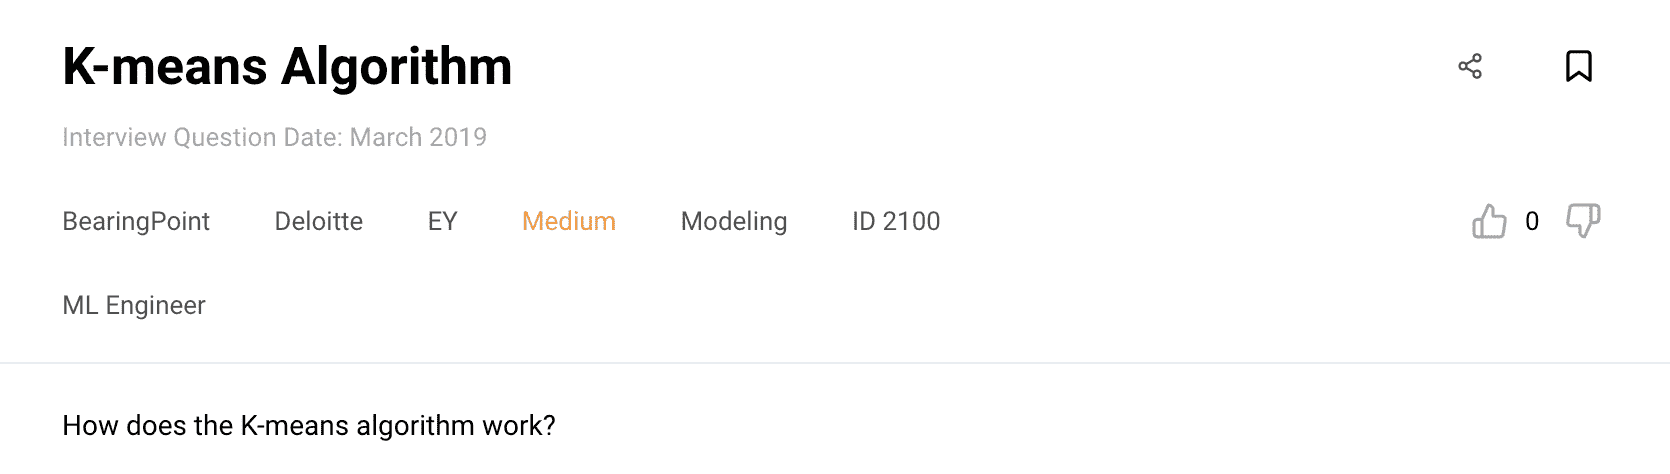 K-means Algorithm
Interview Question Date: March 2019
BearingPoint Deloitte EY Medium Modeling ID 2100 0
ML Engineer
How does the K-means algorithm work?